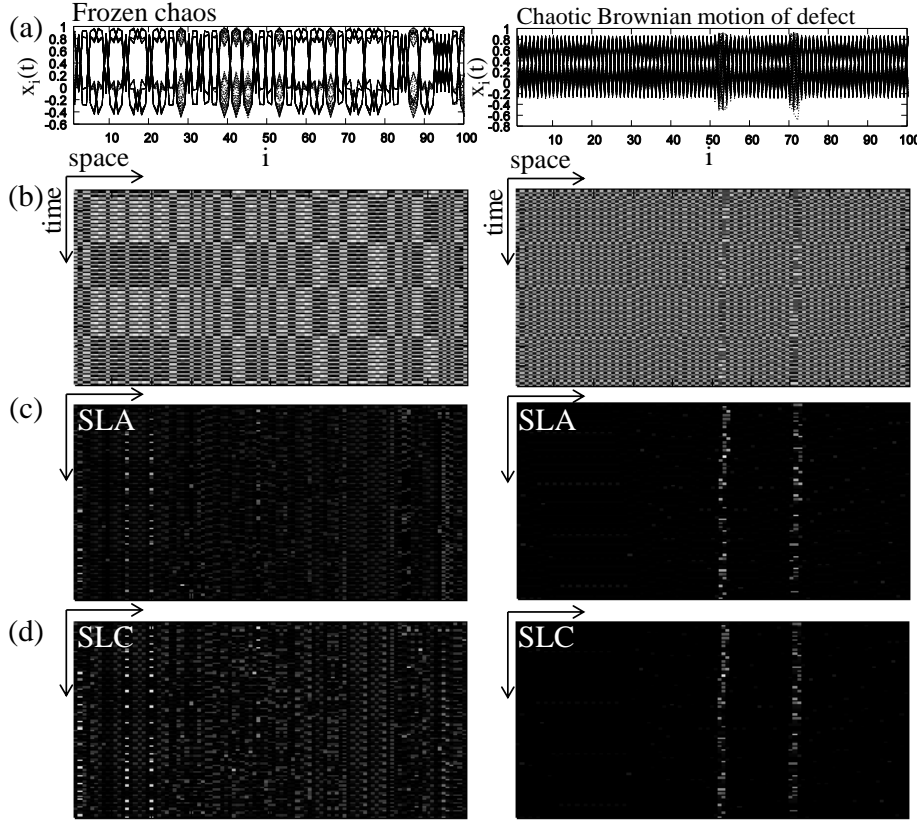 Frozen chaos
Chaotic Brownian motion of defect
(a)
x_i(t)
1
0.8
0.6
0.4
0.2
0
-0.2
-0.4
-0.6
10 20 30 40 50 60 70 80 90 100
i
x_i(t)
1
0.8
0.6
0.4
0.2
0
-0.2
-0.4
-0.6
-0.8
10 20 30 40 50 60 70 80 90 100
i
space
space
(b)
time
time
(c)
SLA
SLA
(d)
SLC
SLC